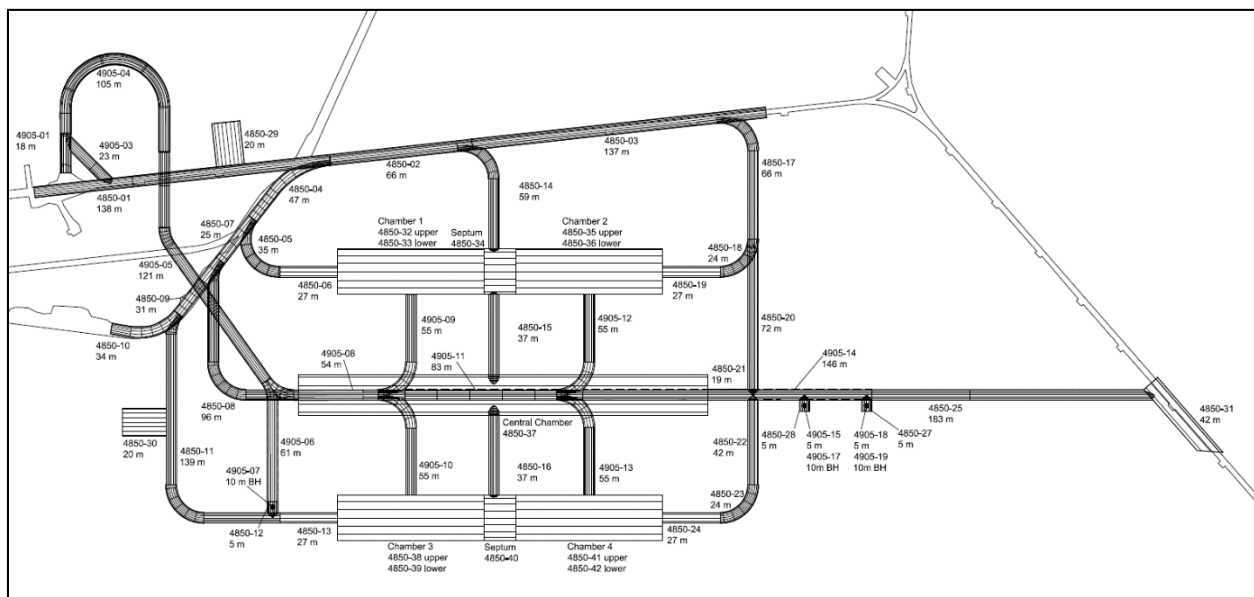 4905-04
105 m
4905-01
18 m
4905-03
23 m
4850-29
20 m
4850-01
138 m
4850-02
66 m
4850-03
137 m
4850-04
47 m
4850-14
59 m
4850-17
66 m
4850-07
25 m
4850-05
35 m
Chamber 1
4850-32 upper
4850-33 lower
Septum
4850-34
Chamber 2
4850-35 upper
4850-36 lower
4850-18
24 m
4905-05
121 m
4850-06
27 m
4850-19
27 m
4850-09
31 m
4850-10
34 m
4905-09
55 m
4850-15
37 m
4905-12
55 m
4850-20
72 m
4905-08
54 m
4905-11
83 m
4905-14
146 m
4850-21
19 m
4850-08
96 m
Central Chamber
4850-37
4850-25
183 m
4850-31
42 m
4850-30
20 m
4850-11
139 m
4905-06
61 m
4905-07
10 m BH
4850-12
5 m
4905-10
55 m
4850-16
37 m
4905-13
55 m
4850-22
42 m
4850-28
5 m
4905-15
5 m
4905-17
10m BH
4905-18
5 m
4905-19
10m BH
4850-27
5 m
4850-23
24 m
4850-13
27 m
4850-24
27 m
Chamber 3
4850-38 upper
4850-39 lower
Septum
4850-40
Chamber 4
4850-41 upper
4850-42 lower